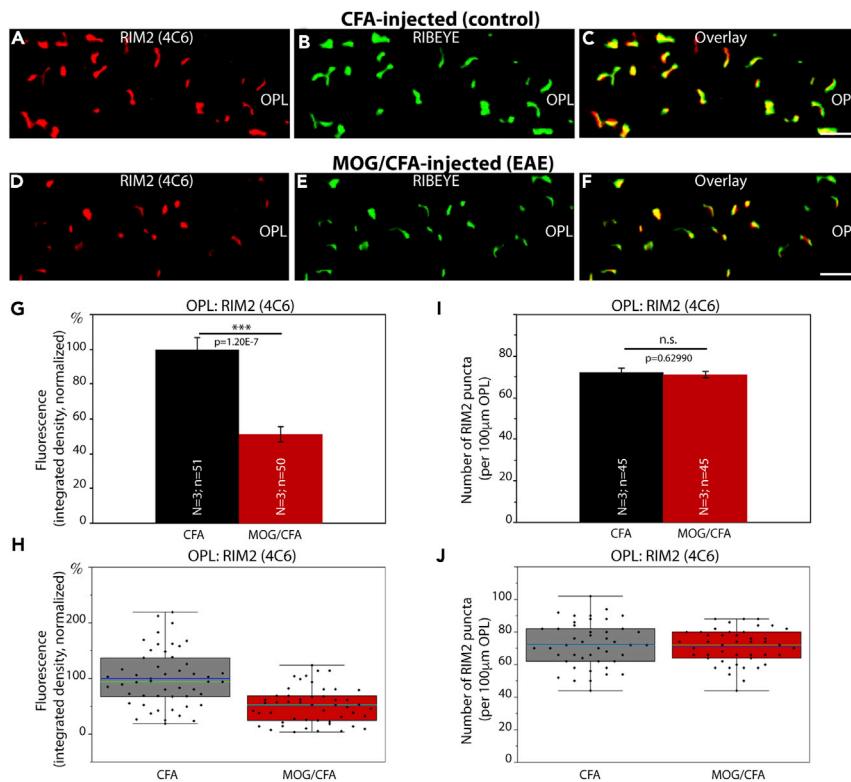 CFA-injected (control)
A RIM2 (4C6)
B RIBEYE
C Overlay
OPL OPL OPL
MOG/CFA-injected (EAE)
D RIM2 (4C6)
E RIBEYE
F Overlay
OPL OPL OPL
G OPL: RIM2 (4C6)
%
Fluorescence
(integrated density, normalized)
100
80
60
40
20
0
***
p=1.20E-7
N=3; n=51
N=3; n=50
CFA MOG/CFA
I OPL: RIM2 (4C6)
Number of RIM2 puncta
(per 100µm OPL)
80
60
40
20
0
n.s.
p=0.62990
N=3; n=45
N=3; n=45
CFA MOG/CFA
H OPL: RIM2 (4C6)
%
Fluorescence
(integrated density, normalized)
200
100
0
CFA MOG/CFA
J OPL: RIM2 (4C6)
Number of RIM2 puncta
(per 100µm OPL)
100
80
60
40
20
0
CFA MOG/CFA